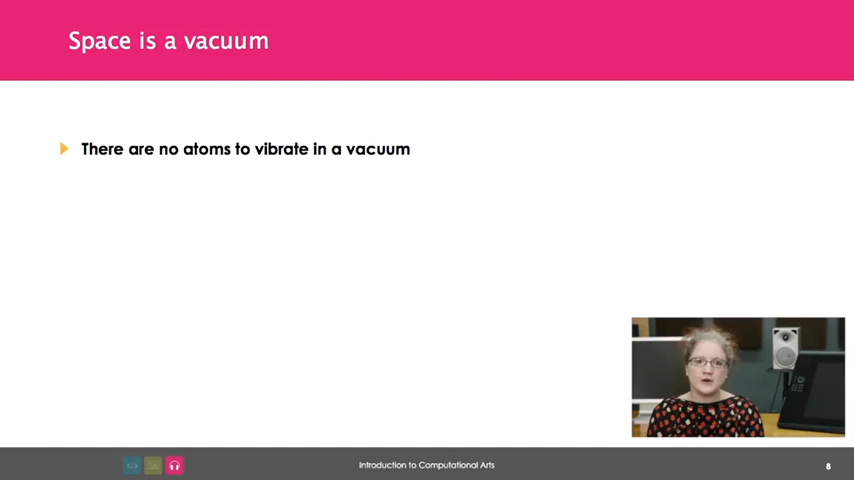 Space is a vacuum
There are no atoms to vibrate in a vacuum
Introduction to Computational Arts
8